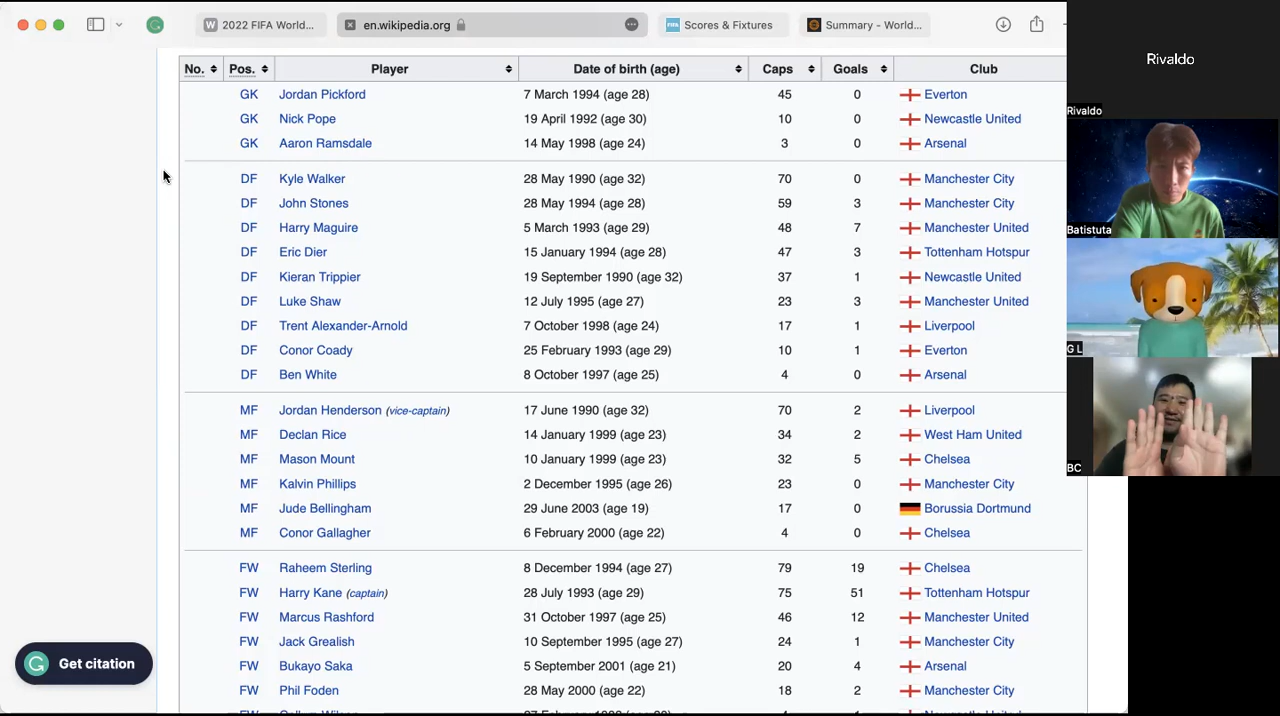 2022 FIFA World... en.wikipedia.org Scores & Fixtures Summary - World...
Rivaldo
No. Pos. Player Date of birth (age) Caps Goals Club
GK Jordan Pickford 7 March 1994 (age 28) 45 0 Everton
Rivaldo
GK Nick Pope 19 April 1992 (age 30) 10 0 Newcastle United
GK Aaron Ramsdale 14 May 1998 (age 24) 3 0 Arsenal
DF Kyle Walker 28 May 1990 (age 32) 70 0 Manchester City
DF John Stones 28 May 1994 (age 28) 59 3 Manchester City
DF Harry Maguire 5 March 1993 (age 29) 48 7 Manchester United
Batistuta
DF Eric Dier 15 January 1994 (age 28) 47 3 Tottenham Hotspur
DF Kieran Trippier 19 September 1990 (age 32) 37 1 Newcastle United
DF Luke Shaw 12 July 1995 (age 27) 23 3 Manchester United
DF Trent Alexander-Arnold 7 October 1998 (age 24) 17 1 Liverpool
DF Conor Coady 25 February 1993 (age 29) 10 1 Everton
G L
DF Ben White 8 October 1997 (age 25) 4 0 Arsenal
MF Jordan Henderson (vice-captain) 17 June 1990 (age 32) 70 2 Liverpool
MF Declan Rice 14 January 1999 (age 23) 34 2 West Ham United
MF Mason Mount 10 January 1999 (age 23) 32 5 Chelsea
BC
MF Kalvin Phillips 2 December 1995 (age 26) 23 0 Manchester City
MF Jude Bellingham 29 June 2003 (age 19) 17 0 Borussia Dortmund
MF Conor Gallagher 6 February 2000 (age 22) 4 0 Chelsea
FW Raheem Sterling 8 December 1994 (age 27) 79 19 Chelsea
FW Harry Kane (captain) 28 July 1993 (age 29) 75 51 Tottenham Hotspur
FW Marcus Rashford 31 October 1997 (age 25) 46 12 Manchester United
FW Jack Grealish 10 September 1995 (age 27) 24 1 Manchester City
FW Bukayo Saka 5 September 2001 (age 21) 20 4 Arsenal
Get citation
FW Phil Foden 28 May 2000 (age 22) 18 2 Manchester City